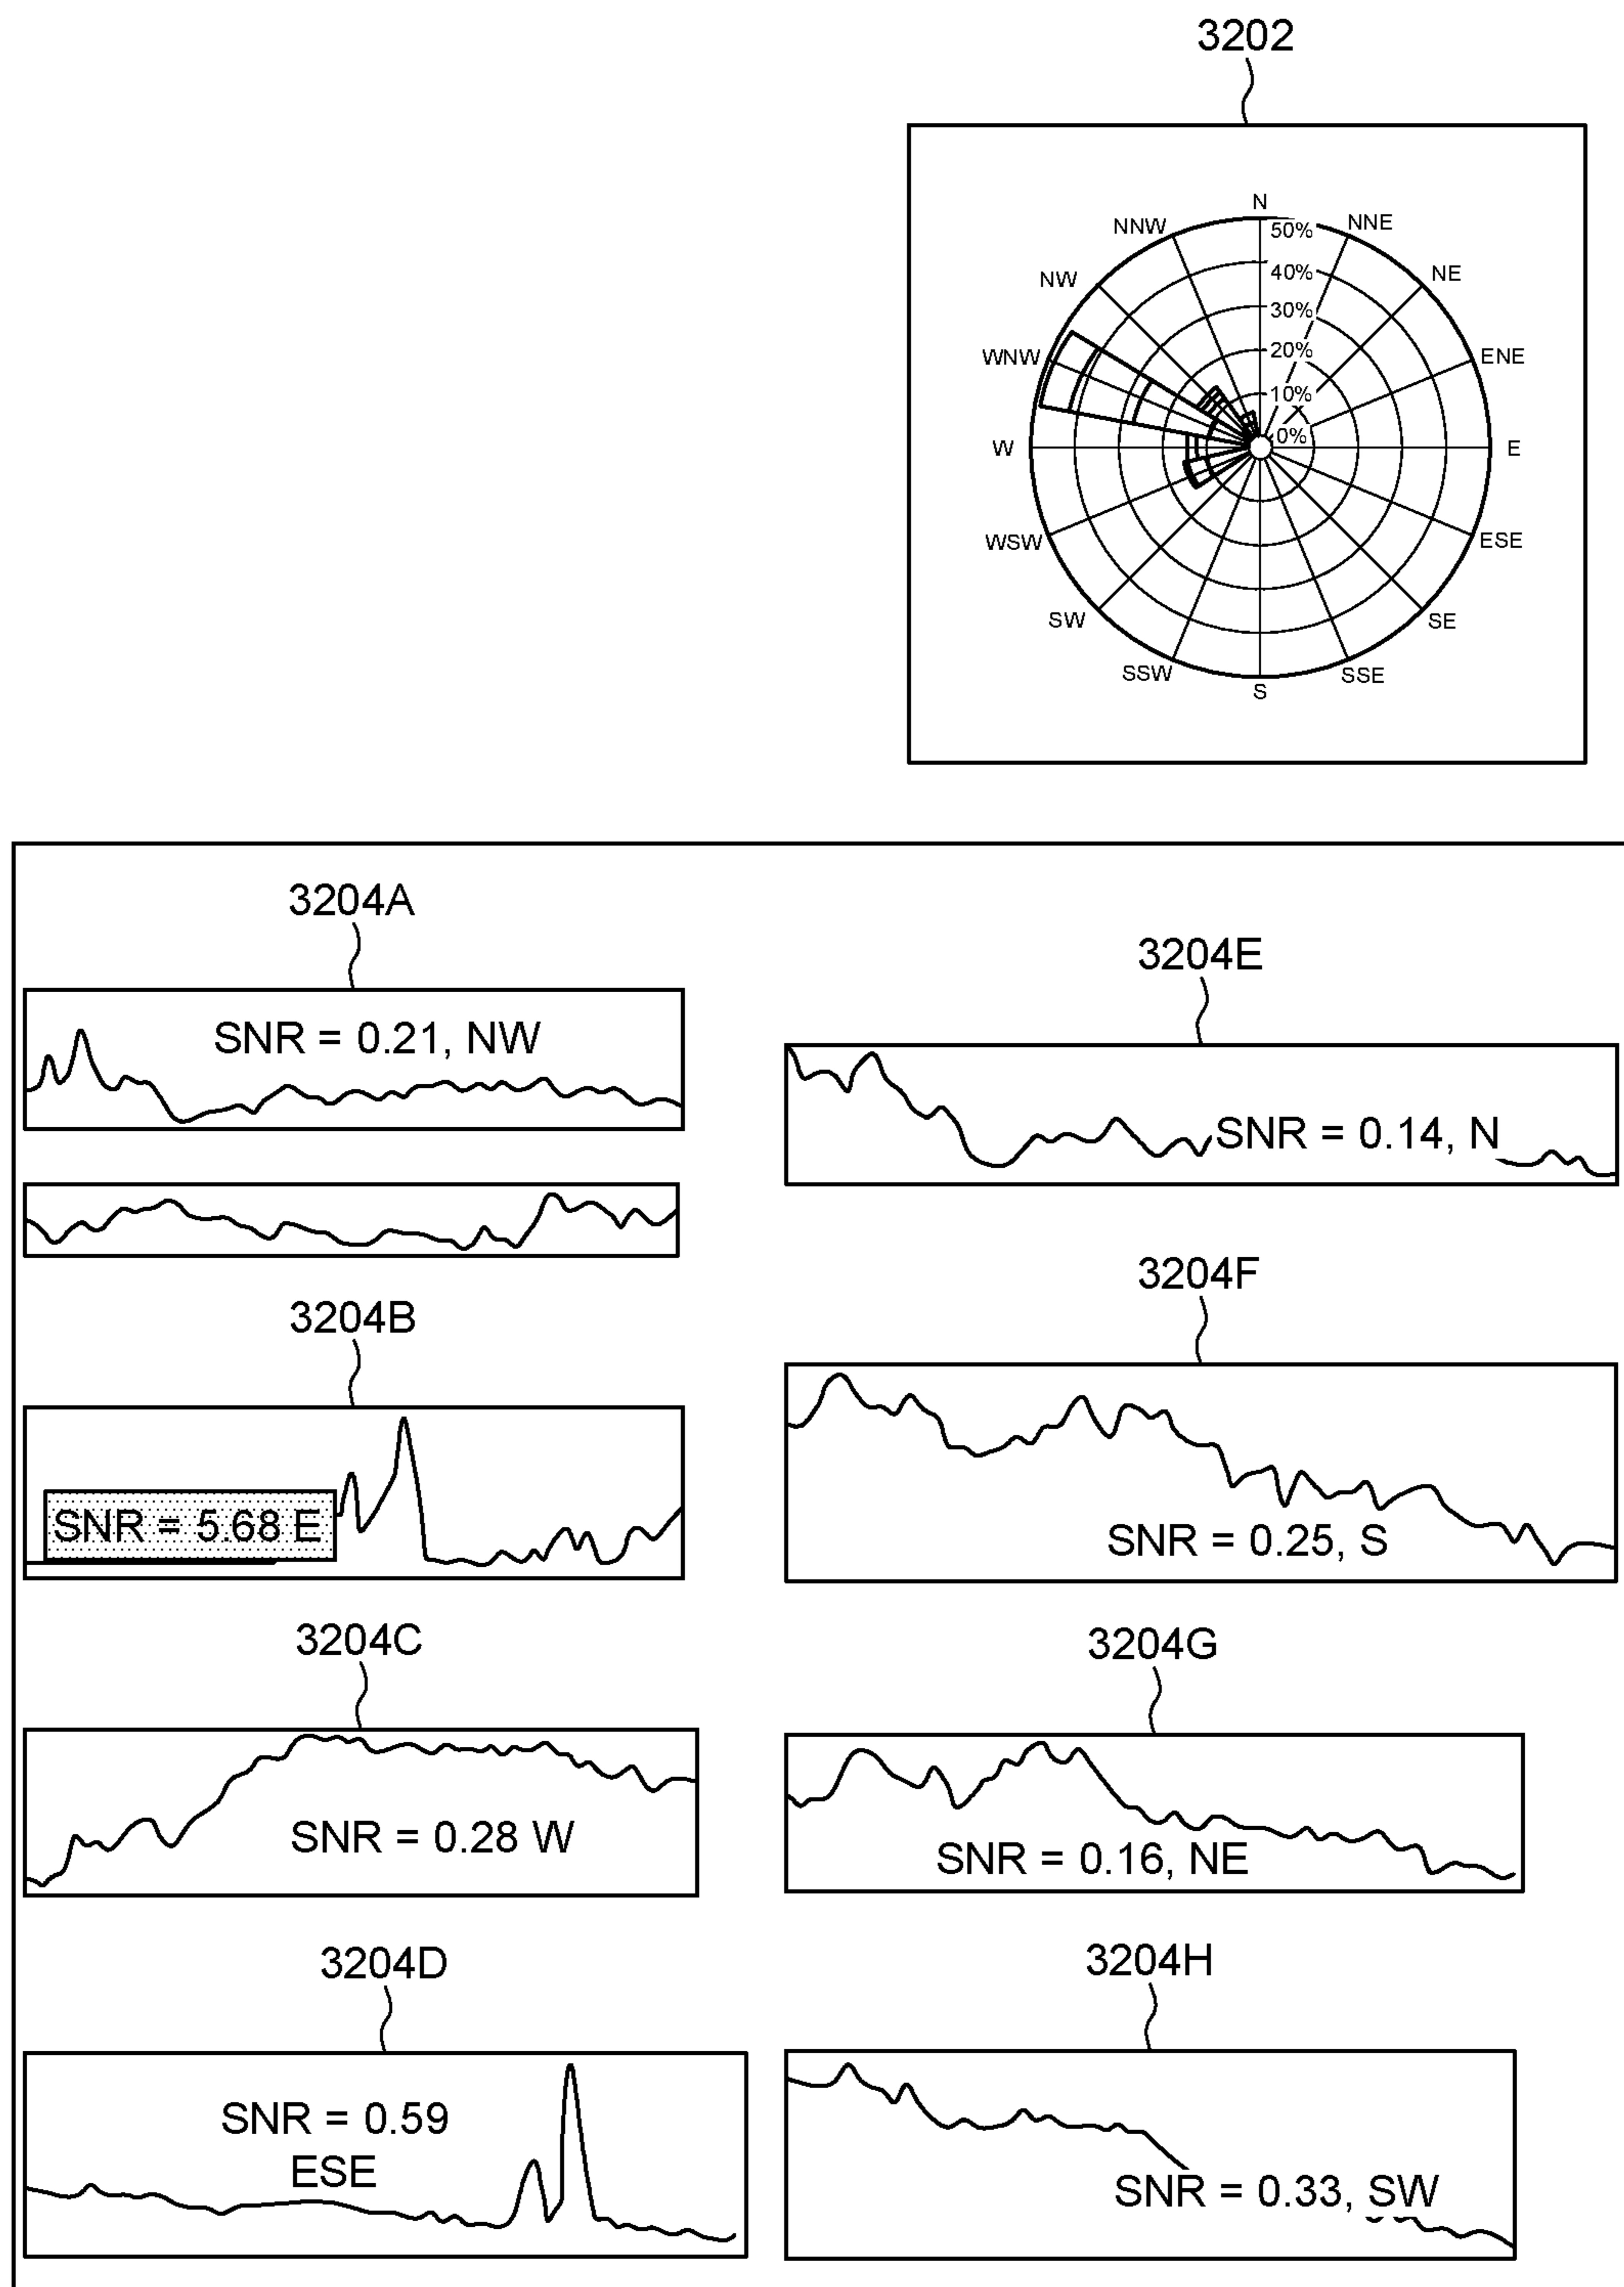 3202
N
NNW
50%
NNE
NW
40%
NE
30%
WNW
20%
ENE
10%
W
0%
E
WSW
ESE
SW
SE
SSW
SSE
S
3204A
SNR = 0.21, NW
3204B
SNR = 5.68 E
3204C
SNR = 0.28 W
3204D
SNR = 0.59
ESE
3204E
SNR = 0.14, N
3204F
SNR = 0.25, S
3204G
SNR = 0.16, NE
3204H
SNR = 0.33, SW